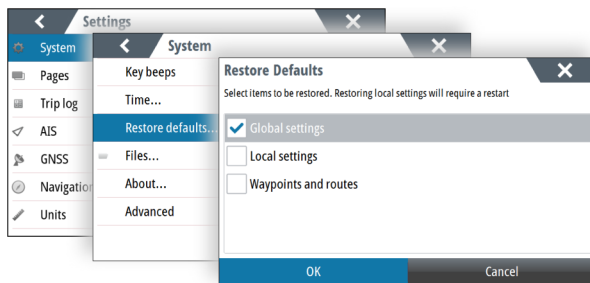 Settings
System
Pages
Trip log
AIS
GNSS
Navigation
Units
System
Key beeps
Time...
Restore defaults...
Files...
About...
Advanced
Restore Defaults
Select items to be restored. Restoring local settings will require a restart
Global settings
Local settings
Waypoints and routes
OK
Cancel